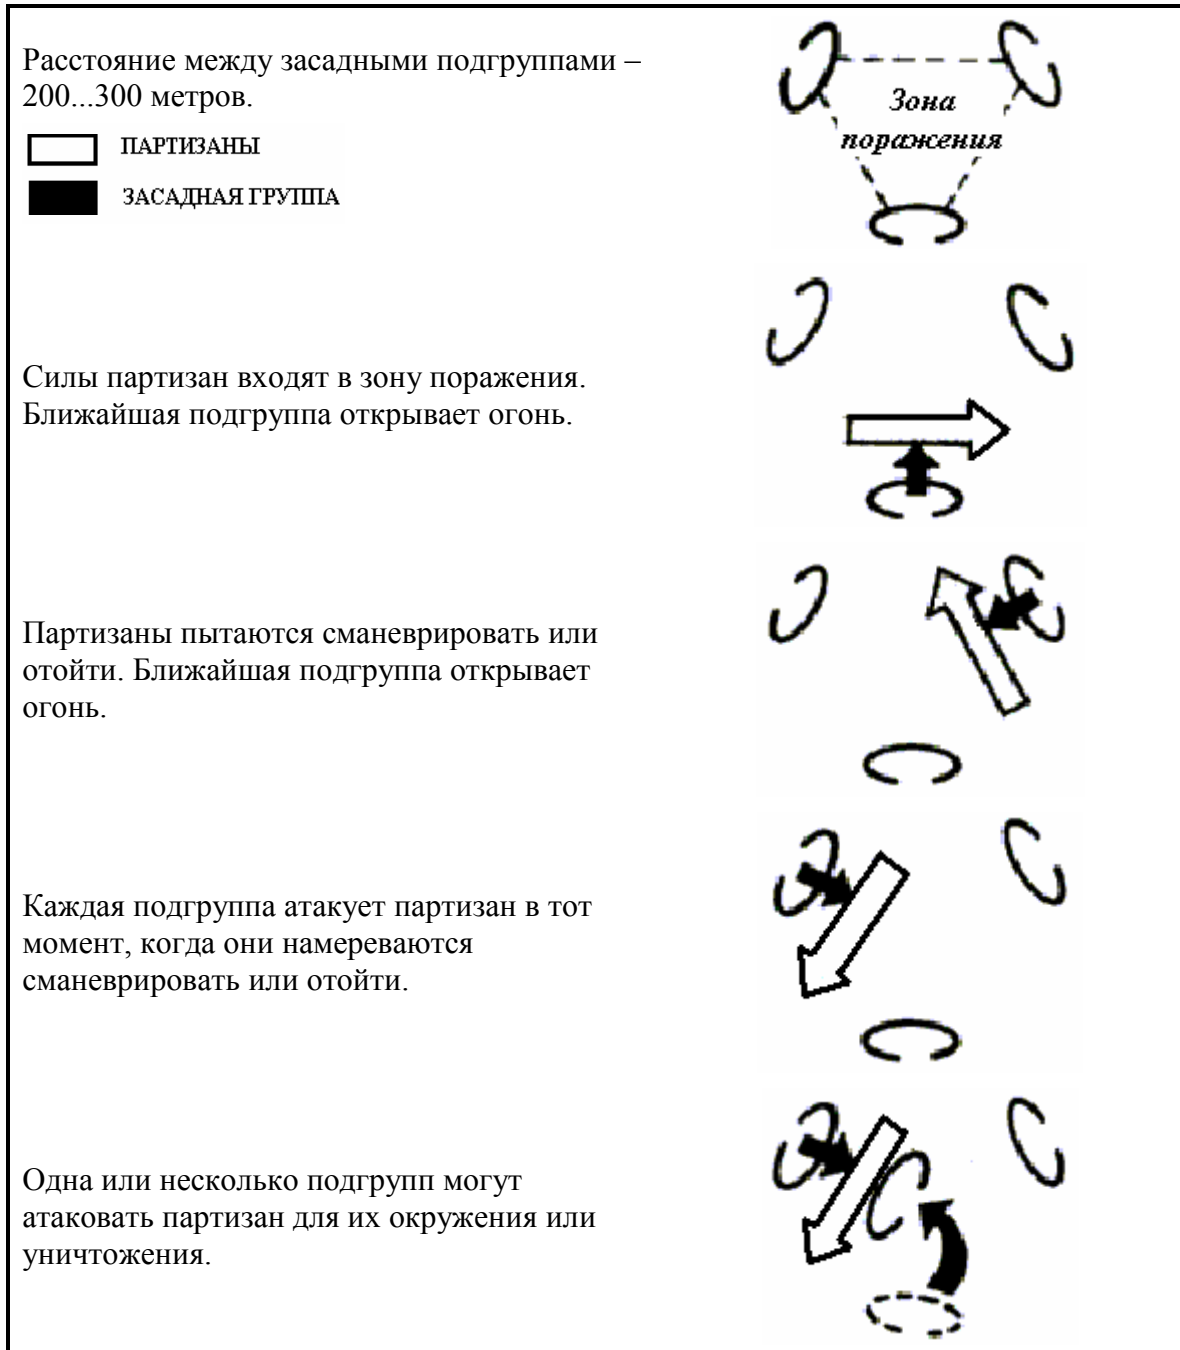 Расстояние между засадными подгруппами –
200...300 метров.
ПАРТИЗАНЫ
ЗАСАДНАЯ ГРУППА
Зона
поражения
Силы партизан входят в зону поражения.
Ближайшая подгруппа открывает огонь.
Партизаны пытаются сманеврировать или
отойти. Ближайшая подгруппа открывает
огонь.
Каждая подгруппа атакует партизан в тот
момент, когда они намереваются
сманеврировать или отойти.
Одна или несколько подгрупп могут
атаковать партизан для их окружения или
уничтожения.